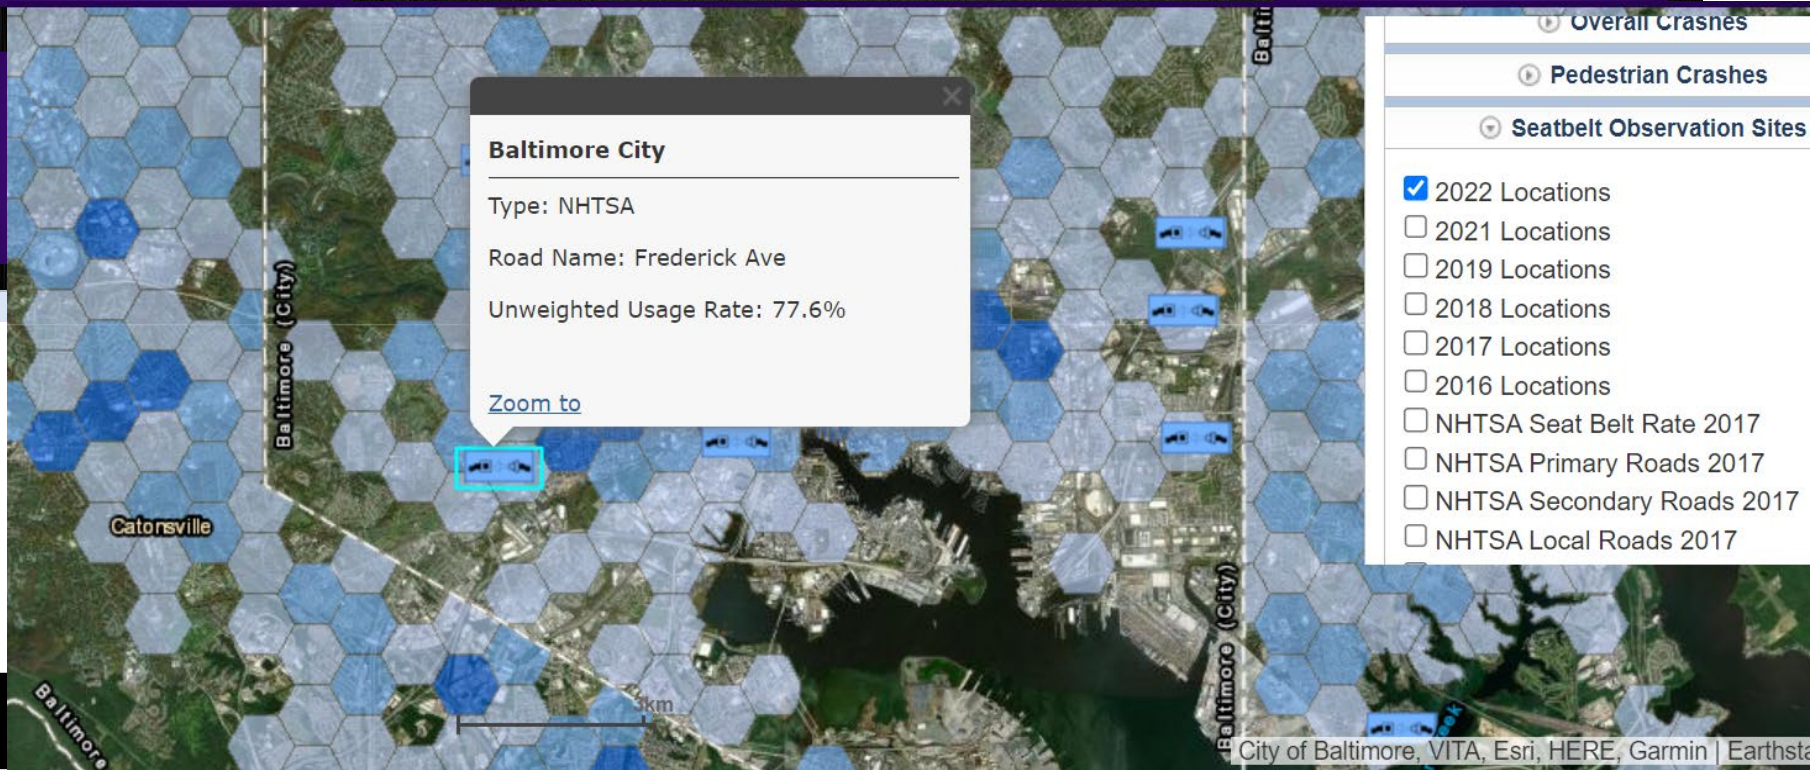 Overall Crashes
Pedestrian Crashes
Seatbelt Observation Sites
2022 Locations
2021 Locations
2019 Locations
2018 Locations
2017 Locations
2016 Locations
NHTSA Seat Belt Rate 2017
NHTSA Primary Roads 2017
NHTSA Secondary Roads 2017
NHTSA Local Roads 2017
Baltimore City
Type: NHTSA
Road Name: Frederick Ave
Unweighted Usage Rate: 77.6%
Zoom to
Balti
Baltimore (City)
Catonsville
Baltimore (City)
Baltimore
3km
City of Baltimore, VITA, Esri, HERE, Garmin | Earthsta